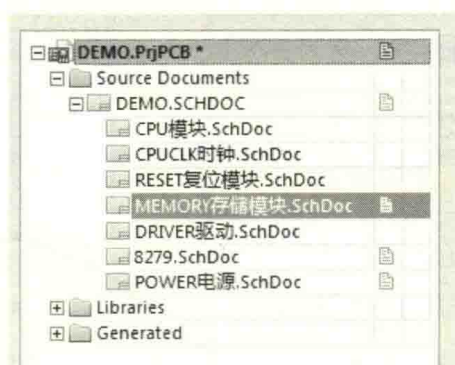 DEMO.PrjPCB *
Source Documents
DEMO.SCHDOC
CPU模块.SchDoc
CPUCLK时钟.SchDoc
RESET复位模块.SchDoc
MEMORY存储模块.SchDoc
DRIVER驱动.SchDoc
8279.SchDoc
POWER电源.SchDoc
Libraries
Generated